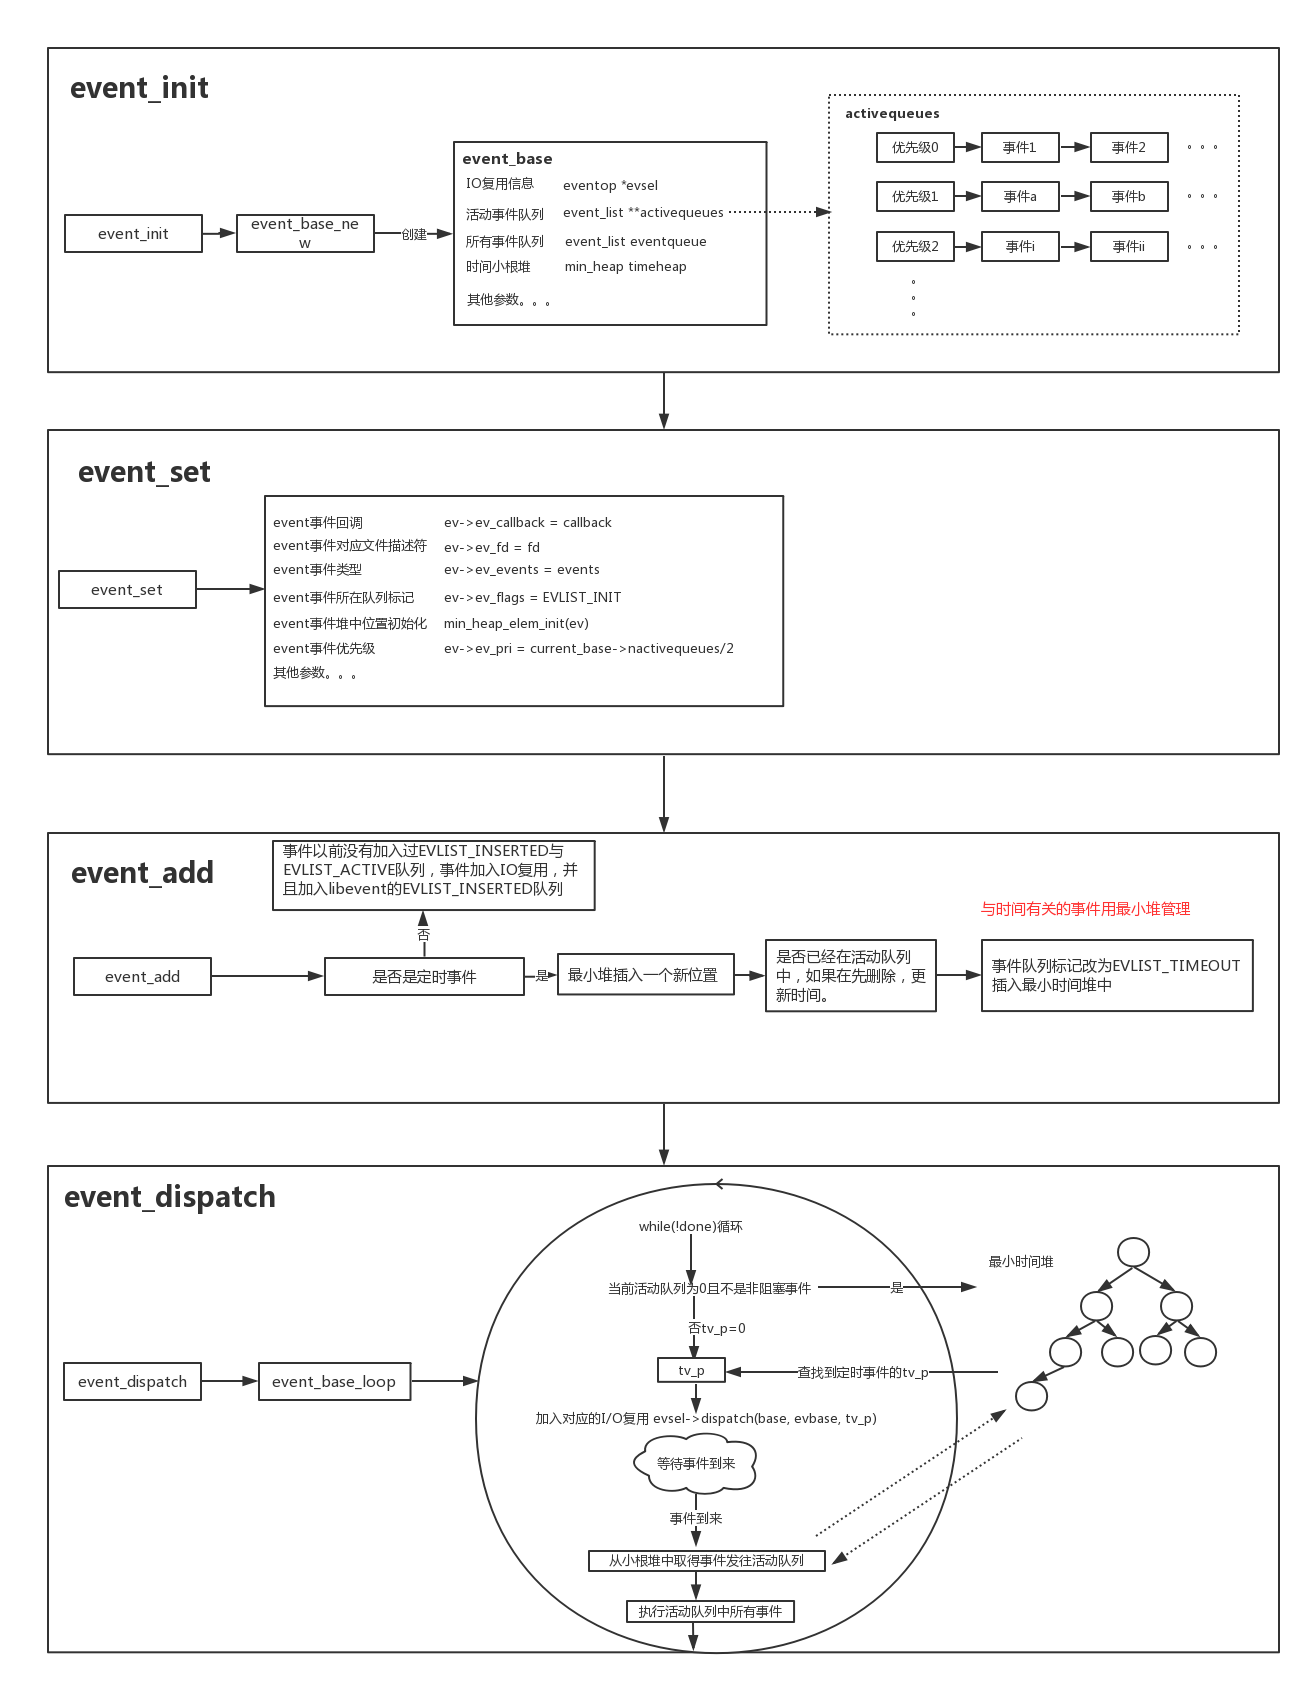 event_init
event_init
event_base_ne
w
创建
event_base
IO复用信息 eventop *evsel
活动事件队列 event_list **activequeues
所有事件队列 event_list eventqueue
时间小根堆 min_heap timeheap
其他参数。。。
activequeues
优先级0 事件1 事件2 。。。
优先级1 事件a 事件b 。。。
优先级2 事件i 事件ii 。。。
。
。
。
event_set
event_set
event事件回调 ev->ev_callback = callback
event事件对应文件描述符 ev->ev_fd = fd
event事件类型 ev->ev_events = events
event事件所在队列标记 ev->ev_flags = EVLIST_INIT
event事件堆中位置初始化 min_heap_elem_init(ev)
event事件优先级 ev->ev_pri = current_base->nactivequeues/2
其他参数。。。
event_add
事件以前没有加入过EVLIST_INSERTED与
EVLIST_ACTIVE队列，事件加入IO复用，并
且加入libevent的EVLIST_INSERTED队列
否
event_add
是否是定时事件
是
最小堆插入一个新位置
是否已经在活动队列
中，如果在先删除，更
新时间。
与时间有关的事件用最小堆管理
事件队列标记改为EVLIST_TIMEOUT
插入最小时间堆中
event_dispatch
event_dispatch
event_base_loop
while(!done)循环
当前活动队列为0且不是非阻塞事件
是
最小时间堆
否tv_p=0
tv_p
查找到定时事件的tv_p
加入对应的I/O复用 evsel->dispatch(base, evbase, tv_p)
等待事件到来
事件到来
从小根堆中取得事件发往活动队列
执行活动队列中所有事件